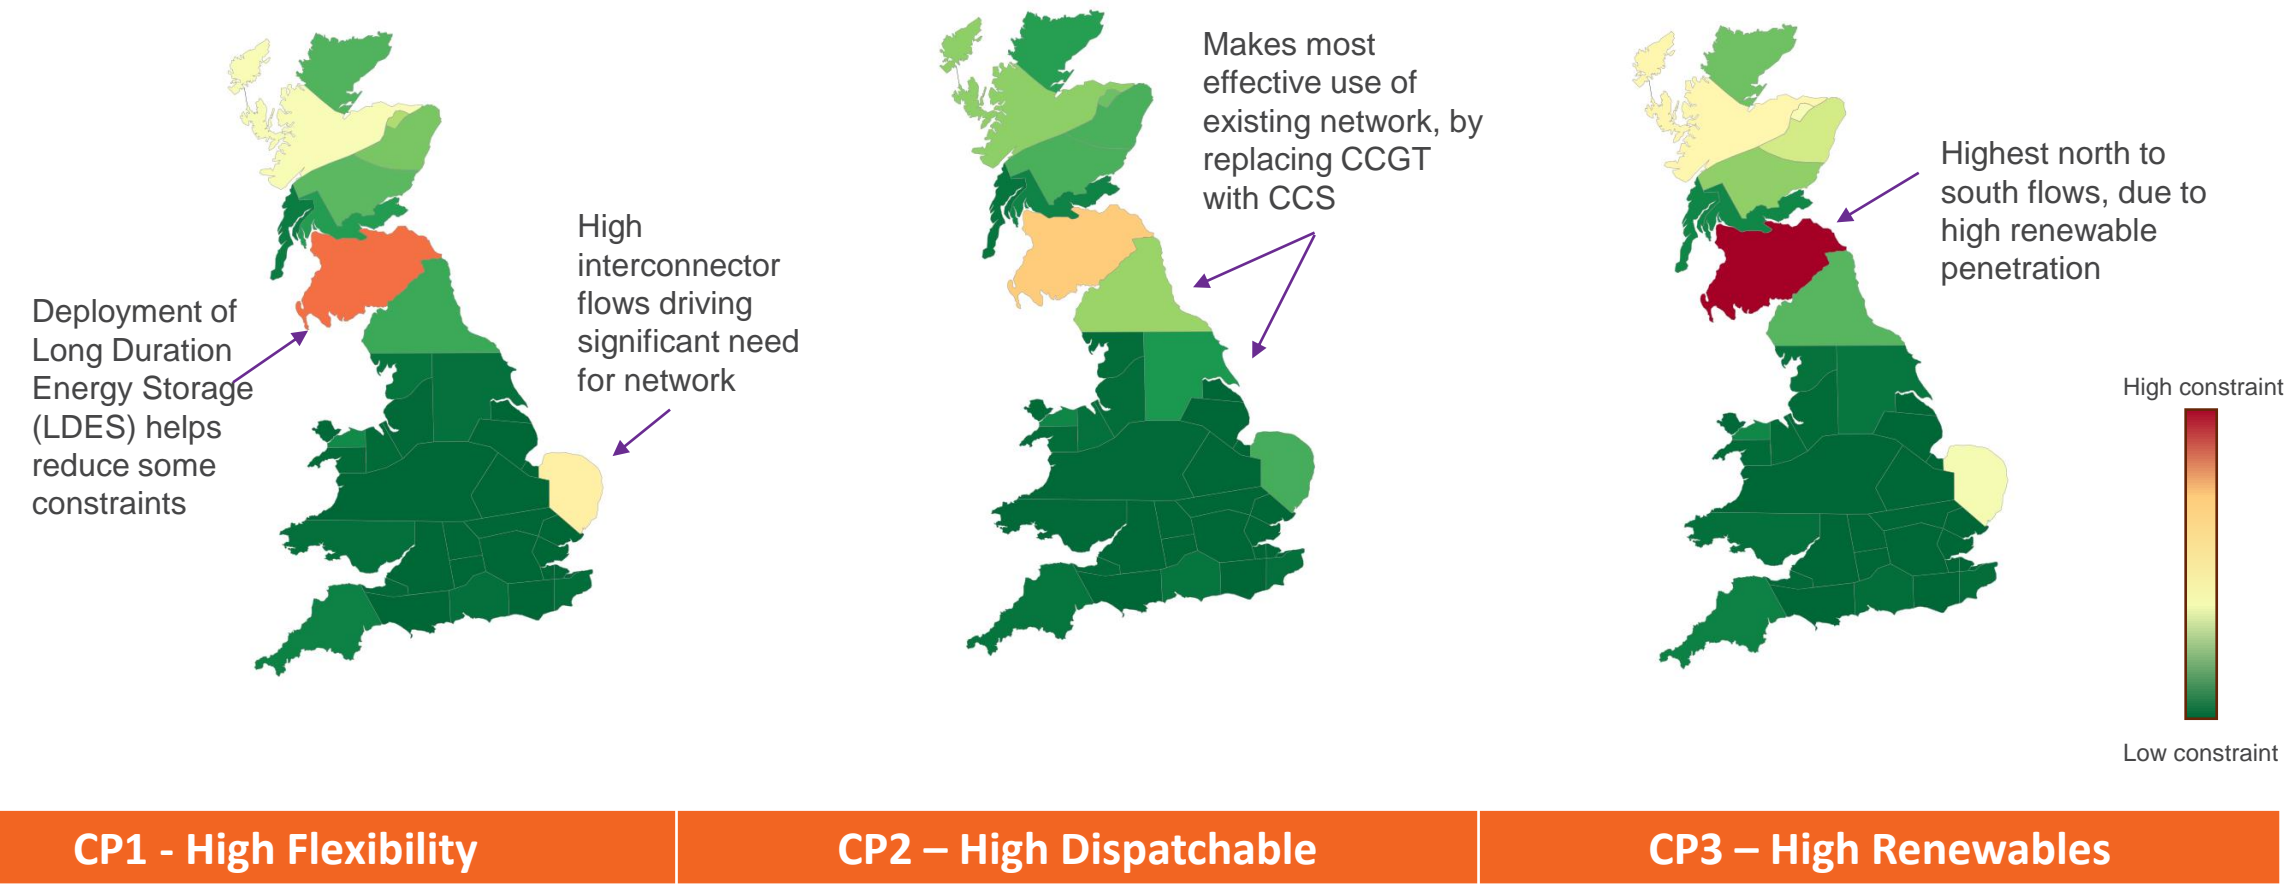 Makes most
effective use of
existing network, by
replacing CCGT
with CCS
Highest north to
south flows, due to
high renewable
penetration
High
interconnector
flows driving
significant need
for network
Deployment of
Long Duration
Energy Storage
(LDES) helps
reduce some
constraints
High constraint
Low constraint
CP1 - High Flexibility
CP2 – High Dispatchable
CP3 – High Renewables